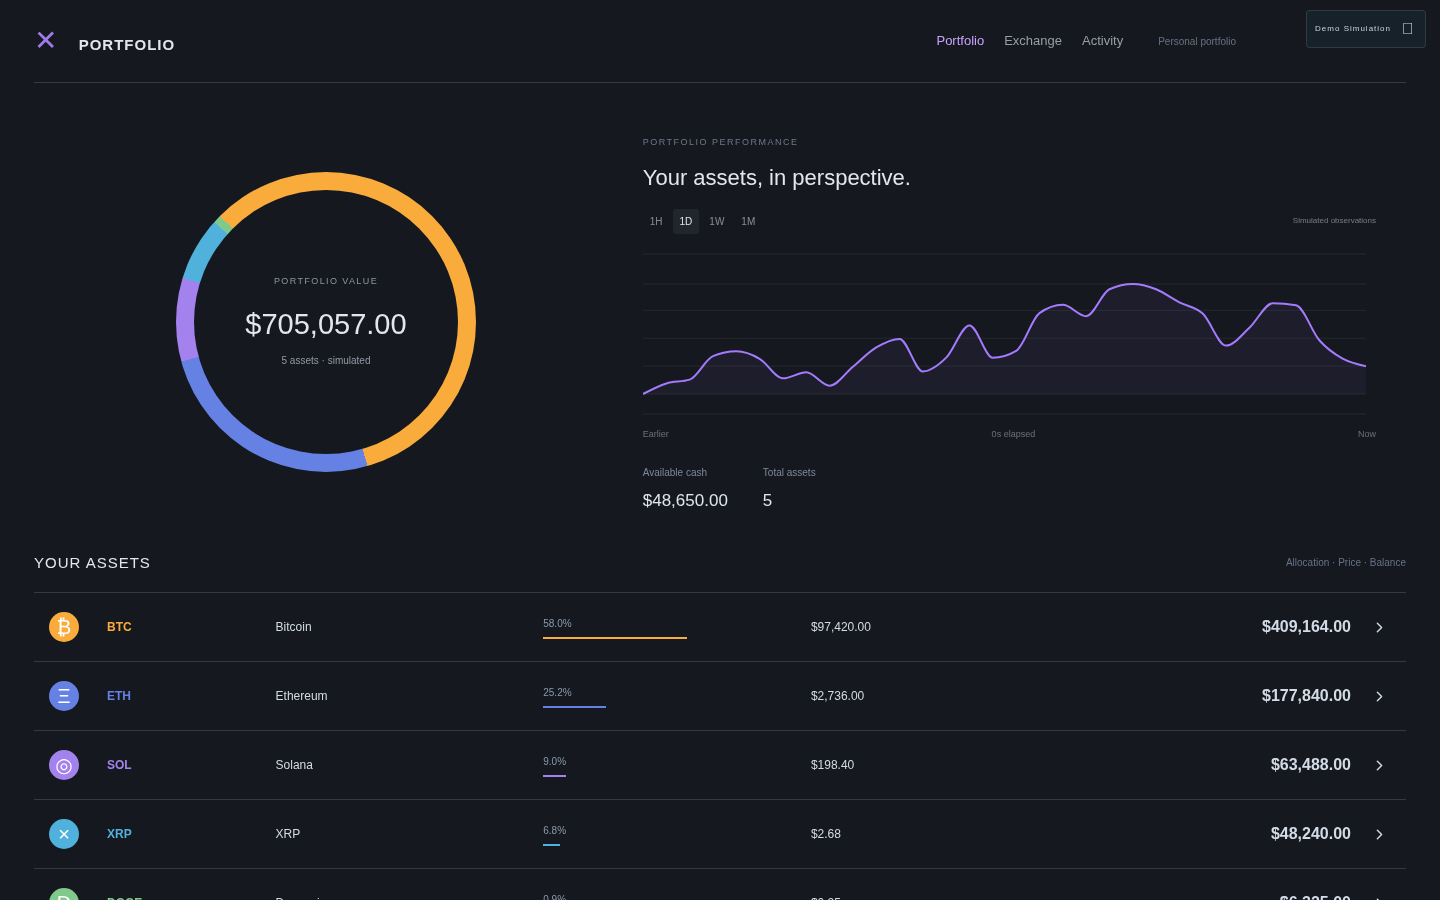 PORTFOLIO
Portfolio Exchange Activity Personal portfolio
Demo Simulation
PORTFOLIO PERFORMANCE
Your assets, in perspective.
1H 1D 1W 1M
Simulated observations
PORTFOLIO VALUE
$705,057.00
5 assets · simulated
Earlier 0s elapsed Now
Available cash Total assets
$48,650.00 5
YOUR ASSETS Allocation · Price · Balance
BTC Bitcoin 58.0% $97,420.00 $409,164.00
ETH Ethereum 25.2% $2,736.00 $177,840.00
SOL Solana 9.0% $198.40 $63,488.00
XRP XRP 6.8% $2.68 $48,240.00